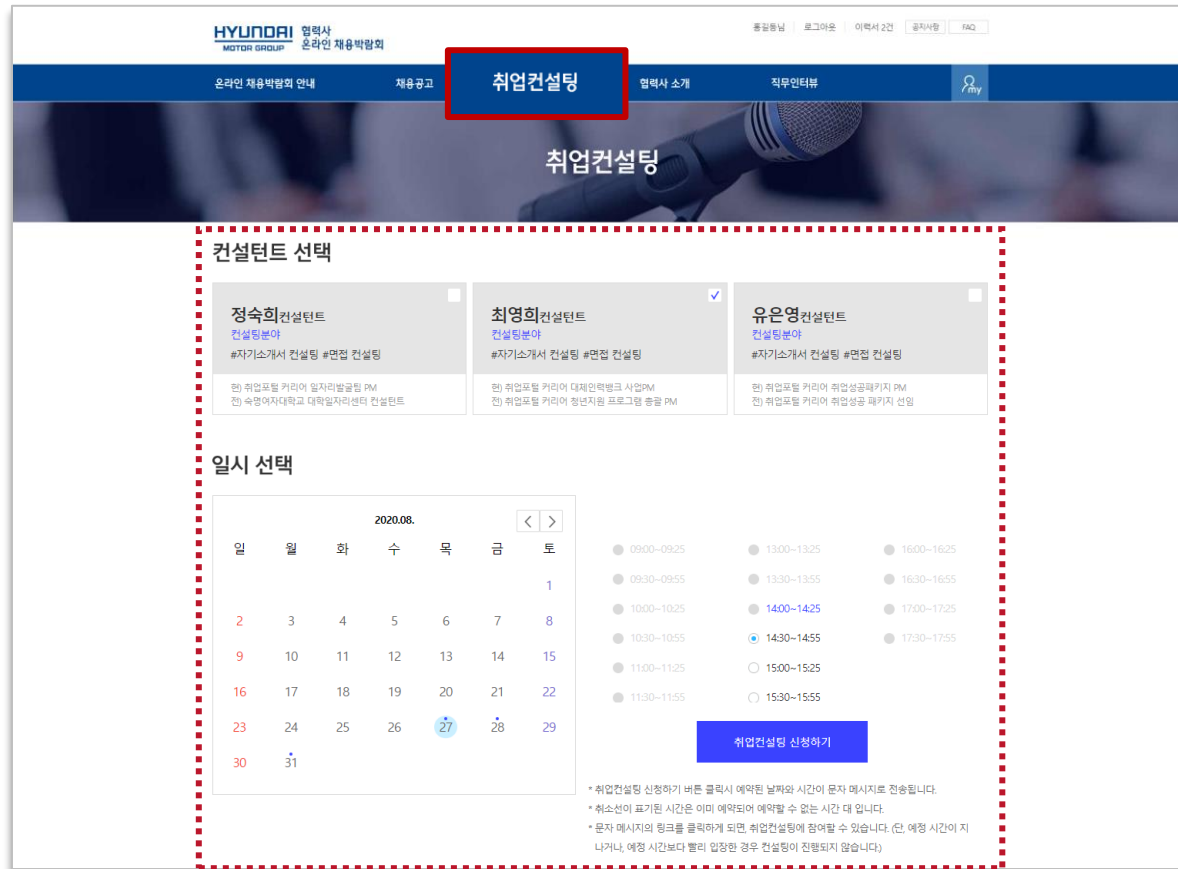 HYUNDAI 협력사
MOTOR GROUP 온라인 채용박람회
홍길동님 로그아웃 이력서 2건 공지사항 FAQ
온라인 채용박람회 안내 채용공고 취업컨설팅 협력사 소개 직무인터뷰 my
취업컨설팅
컨설턴트 선택
정숙희컨설턴트
컨설팅분야
#자기소개서 컨설팅 #면접 컨설팅
현) 취업포털 커리어 일자리발굴팀 PM
전) 숙명여자대학교 대학일자리센터 컨설턴트
최영희컨설턴트
컨설팅분야
#자기소개서 컨설팅 #면접 컨설팅
현) 취업포털 커리어 대체인력뱅크 사업PM
전) 취업포털 커리어 청년지원 프로그램 총괄 PM
유은영컨설턴트
컨설팅분야
#자기소개서 컨설팅 #면접 컨설팅
현) 취업포털 커리어 취업성공패키지 PM
전) 취업포털 커리어 취업성공 패키지 선임
일시 선택
2020.08.
일 월 화 수 목 금 토
1
2 3 4 5 6 7 8
9 10 11 12 13 14 15
16 17 18 19 20 21 22
23 24 25 26 27 28 29
30 31
09:00~09:25 13:00~13:25 16:00~16:25
09:30~09:55 13:30~13:55 16:30~16:55
10:00~10:25 14:00~14:25 17:00~17:25
10:30~10:55 14:30~14:55 17:30~17:55
11:00~11:25 15:00~15:25
11:30~11:55 15:30~15:55
취업컨설팅 신청하기
* 취업컨설팅 신청하기 버튼 클릭시 예약된 날짜와 시간이 문자 메시지로 전송됩니다.
* 취소선이 표기된 시간은 이미 예약되어 예약할 수 없는 시간 대 입니다.
* 문자 메시지의 링크를 클릭하게 되면, 취업컨설팅에 참여할 수 있습니다. (단, 예정 시간이 지
나거나, 예정 시간보다 빨리 입장한 경우 컨설팅이 진행되지 않습니다.)